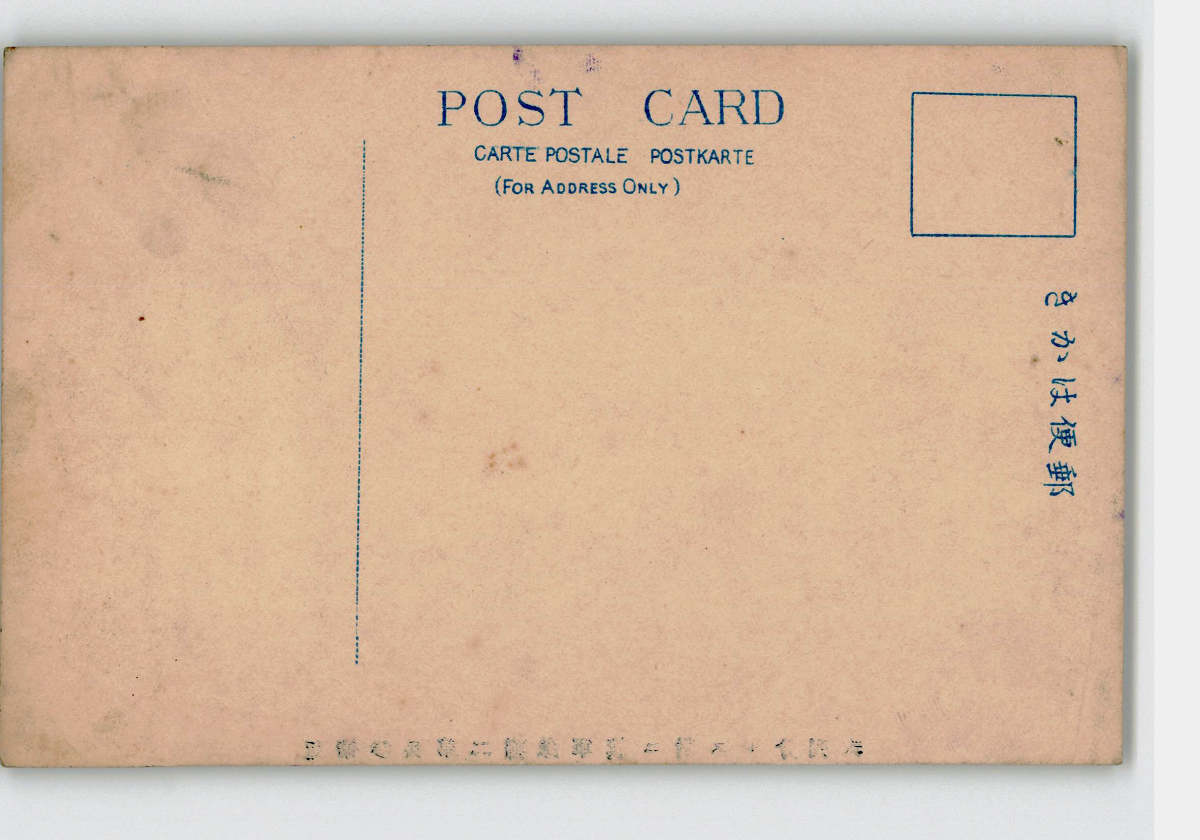 POST CARD
CARTE POSTALE POSTKARTE
(FOR ADDRESS ONLY)
郵便はかき